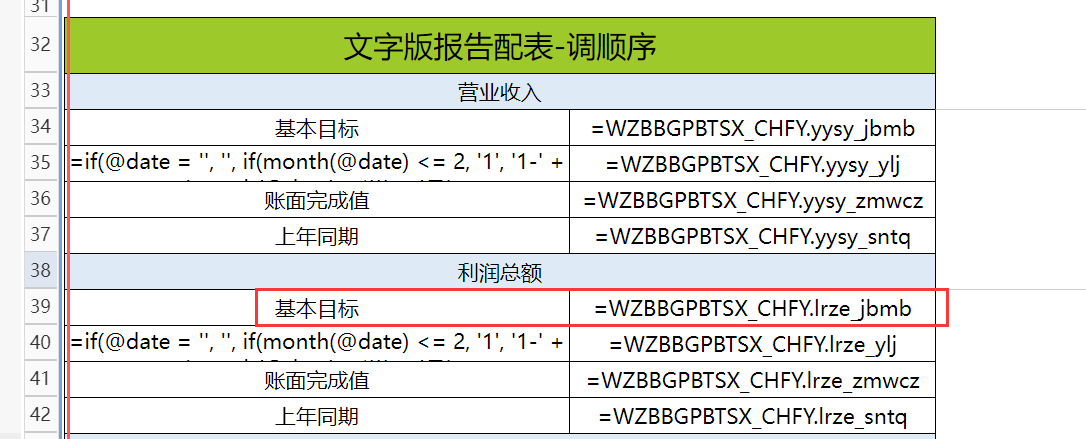 31
32 文字版报告配表-调顺序
33 营业收入
34 基本目标 =WZBBGPBTSX_CHFY.yysy_jbmb
35 =if(@date = '', '', if(month(@date) <= 2, '1', '1-' + =WZBBGPBTSX_CHFY.yysy_ylj
36 账面完成值 =WZBBGPBTSX_CHFY.yysy_zmwcz
37 上年同期 =WZBBGPBTSX_CHFY.yysy_sntq
38 利润总额
39 基本目标 =WZBBGPBTSX_CHFY.lrze_jbmb
40 =if(@date = '', '', if(month(@date) <= 2, '1', '1-' + =WZBBGPBTSX_CHFY.lrze_ylj
41 账面完成值 =WZBBGPBTSX_CHFY.lrze_zmwcz
42 上年同期 =WZBBGPBTSX_CHFY.lrze_sntq